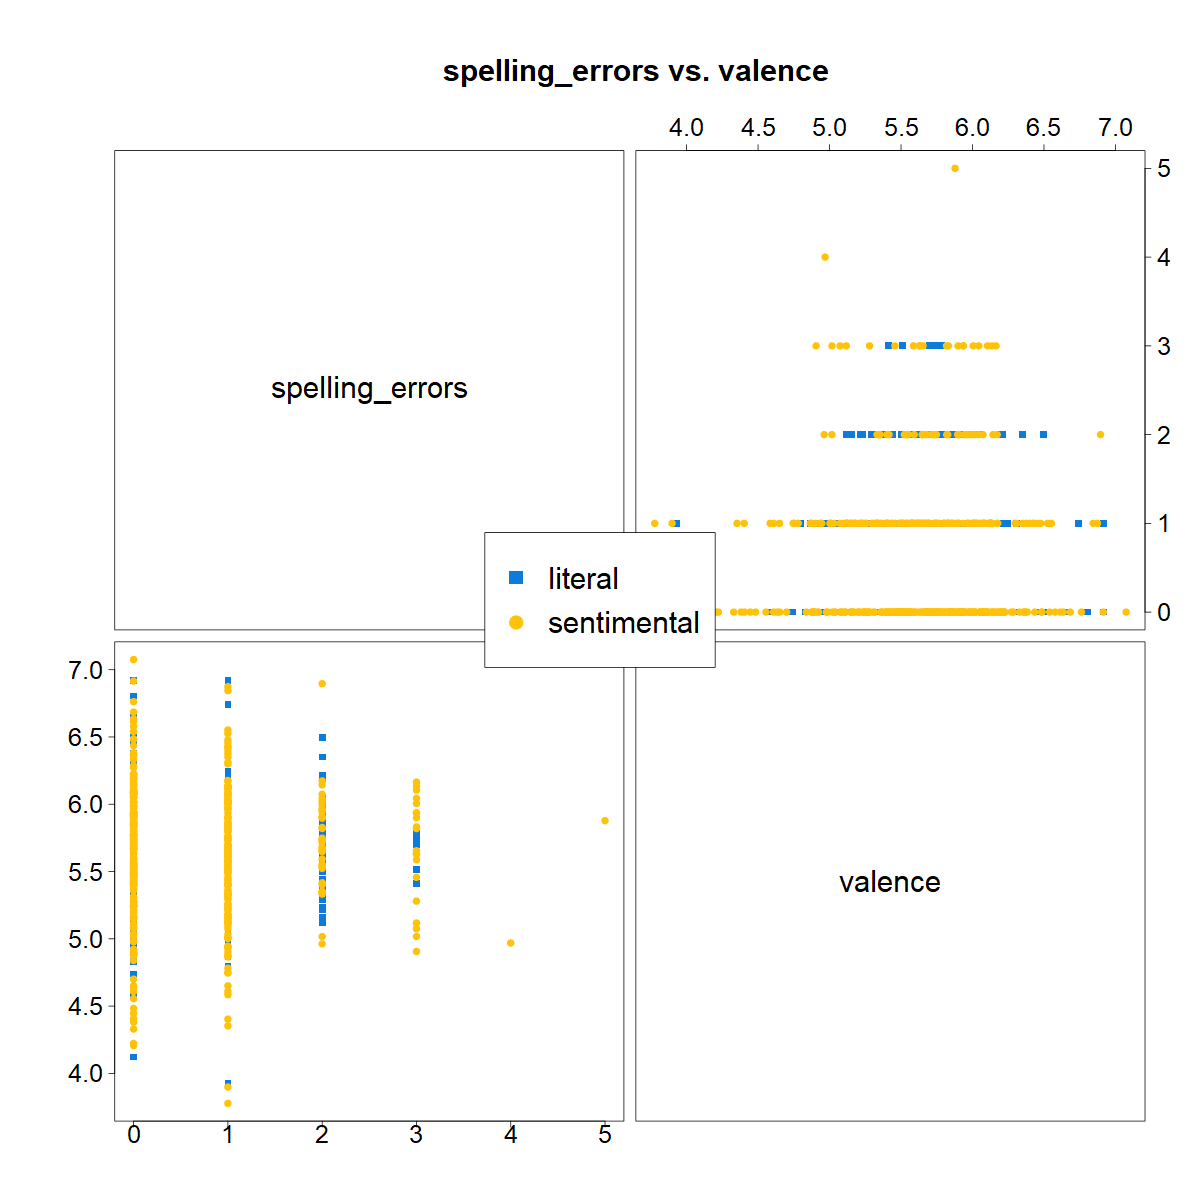 spelling_errors vs. valence
4.0 4.5 5.0 5.5 6.0 6.5 7.0
5
4
3
spelling_errors
2
1
literal
0
sentimental
7.0
6.5
6.0
5.5
valence
5.0
4.5
4.0
0 1 2 3 4 5